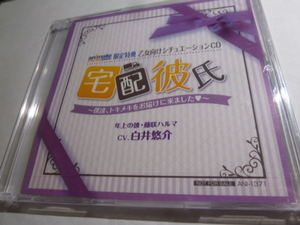 限定特典 乙女向けシチュエーションCD
宅配彼氏
〜僕は、トキメキをお届けに来ました♥〜
年上の彼・藤咲ハルマ
CV.白井悠介
NOT FOR SALE